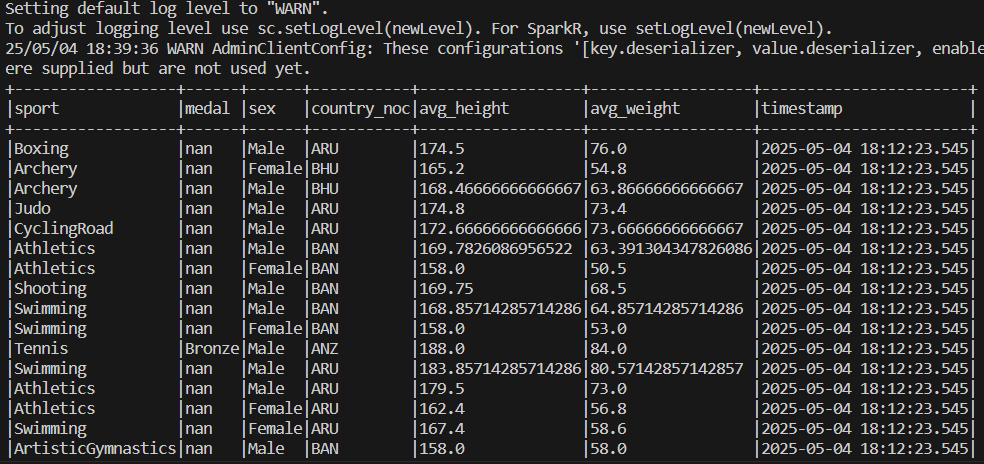 Setting default log level to "WARN".
To adjust logging level use sc.setLogLevel(newLevel). For SparkR, use setLogLevel(newLevel).
25/05/04 18:39:36 WARN AdminClientConfig: These configurations '[key.deserializer, value.deserializer, enable
ere supplied but are not used yet.
+-----------------+------+------+-----------+------------------+------------------+-----------------------+
|sport            |medal |sex   |country_noc|avg_height        |avg_weight        |timestamp              |
+-----------------+------+------+-----------+------------------+------------------+-----------------------+
|Boxing           |nan   |Male  |ARU        |174.5             |76.0              |2025-05-04 18:12:23.545|
|Archery          |nan   |Female|BHU        |165.2             |54.8              |2025-05-04 18:12:23.545|
|Archery          |nan   |Male  |BHU        |168.46666666666667|63.86666666666667 |2025-05-04 18:12:23.545|
|Judo             |nan   |Male  |ARU        |174.8             |73.4              |2025-05-04 18:12:23.545|
|CyclingRoad      |nan   |Male  |ARU        |172.66666666666666|73.66666666666667 |2025-05-04 18:12:23.545|
|Athletics        |nan   |Male  |BAN        |169.7826086956522 |63.391304347826086|2025-05-04 18:12:23.545|
|Athletics        |nan   |Female|BAN        |158.0             |50.5              |2025-05-04 18:12:23.545|
|Shooting         |nan   |Male  |BAN        |169.75            |68.5              |2025-05-04 18:12:23.545|
|Swimming         |nan   |Male  |BAN        |168.85714285714286|64.85714285714286 |2025-05-04 18:12:23.545|
|Swimming         |nan   |Female|BAN        |158.0             |53.0              |2025-05-04 18:12:23.545|
|Tennis           |Bronze|Male  |ANZ        |188.0             |84.0              |2025-05-04 18:12:23.545|
|Swimming         |nan   |Male  |ARU        |183.85714285714286|80.57142857142857 |2025-05-04 18:12:23.545|
|Athletics        |nan   |Male  |ARU        |179.5             |73.0              |2025-05-04 18:12:23.545|
|Athletics        |nan   |Female|ARU        |162.4             |56.8              |2025-05-04 18:12:23.545|
|Swimming         |nan   |Female|ARU        |167.4             |58.6              |2025-05-04 18:12:23.545|
|ArtisticGymnastics|nan   |Male  |BAN        |158.0             |58.0              |2025-05-04 18:12:23.545|